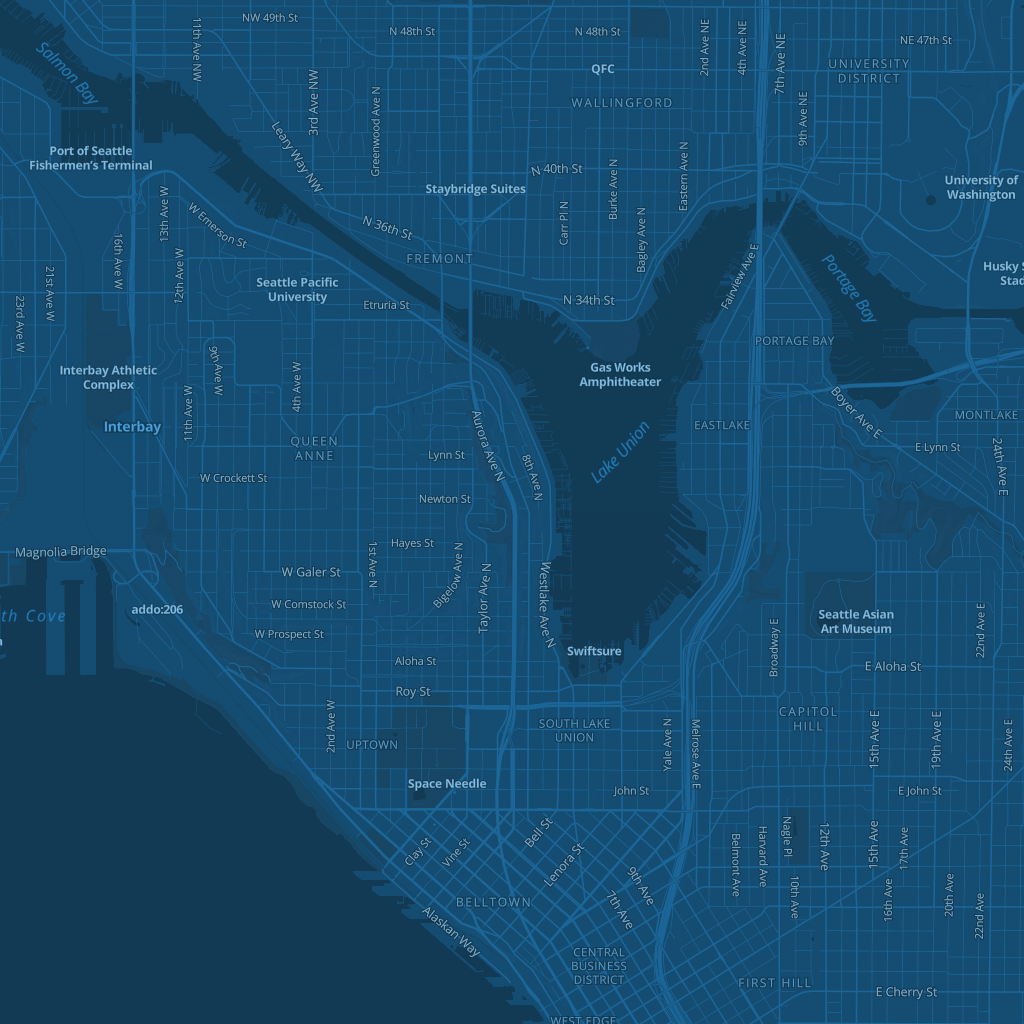 NW 49th St
11th Ave NW
N 48th St
N 48th St
2nd Ave NE
4th Ave NE
7th Ave NE
NE 47th St
Salmon Bay
QFC
UNIVERSITY
DISTRICT
3rd Ave NW
Greenwood Ave N
WALLINGFORD
9th Ave NE
Leary Way NW
Port of Seattle
Fishermen's Terminal
N 40th St
Eastern Ave N
Burke Ave N
Staybridge Suites
University of
Washington
13th Ave W
W Emerson St
N 36th St
Carr Pl N
Bagley Ave N
16th Ave W
12th Ave W
FREMONT
Fairview Ave E
Portage Bay
Husky S
Stad
21st Ave W
23rd Ave W
Seattle Pacific
University
Etruria St
N 34th St
PORTAGE BAY
9th Ave W
4th Ave W
Gas Works
Amphitheater
Interbay Athletic
Complex
11th Ave W
Interbay
Boyer Ave E
MONTLAKE
EASTLAKE
QUEEN
ANNE
Aurora Ave N
Lynn St
8th Ave N
Lake Union
E Lynn St
24th Ave E
W Crockett St
Newton St
Magnolia Bridge
Hayes St
1st Ave N
W Galer St
Bigelow Ave N
Taylor Ave N
Westlake Ave N
th Cove
addo:206
W Comstock St
W Prospect St
Seattle Asian
Art Museum
22nd Ave E
Broadway E
Swiftsure
Aloha St
E Aloha St
Roy St
2nd Ave W
UPTOWN
SOUTH LAKE
UNION
Yale Ave N
Melrose Ave E
CAPITOL
HILL
15th Ave E
19th Ave E
24th Ave E
Space Needle
John St
E John St
Clay St
Vine St
Bell St
Lenora St
Belmont Ave
Harvard Ave
Nagle Pl
12th Ave
15th Ave
17th Ave
9th Ave
7th Ave
10th Ave
16th Ave
20th Ave
22nd Ave
BELLTOWN
Alaskan Way
CENTRAL
BUSINESS
DISTRICT
FIRST HILL
E Cherry St
WEST EDGE